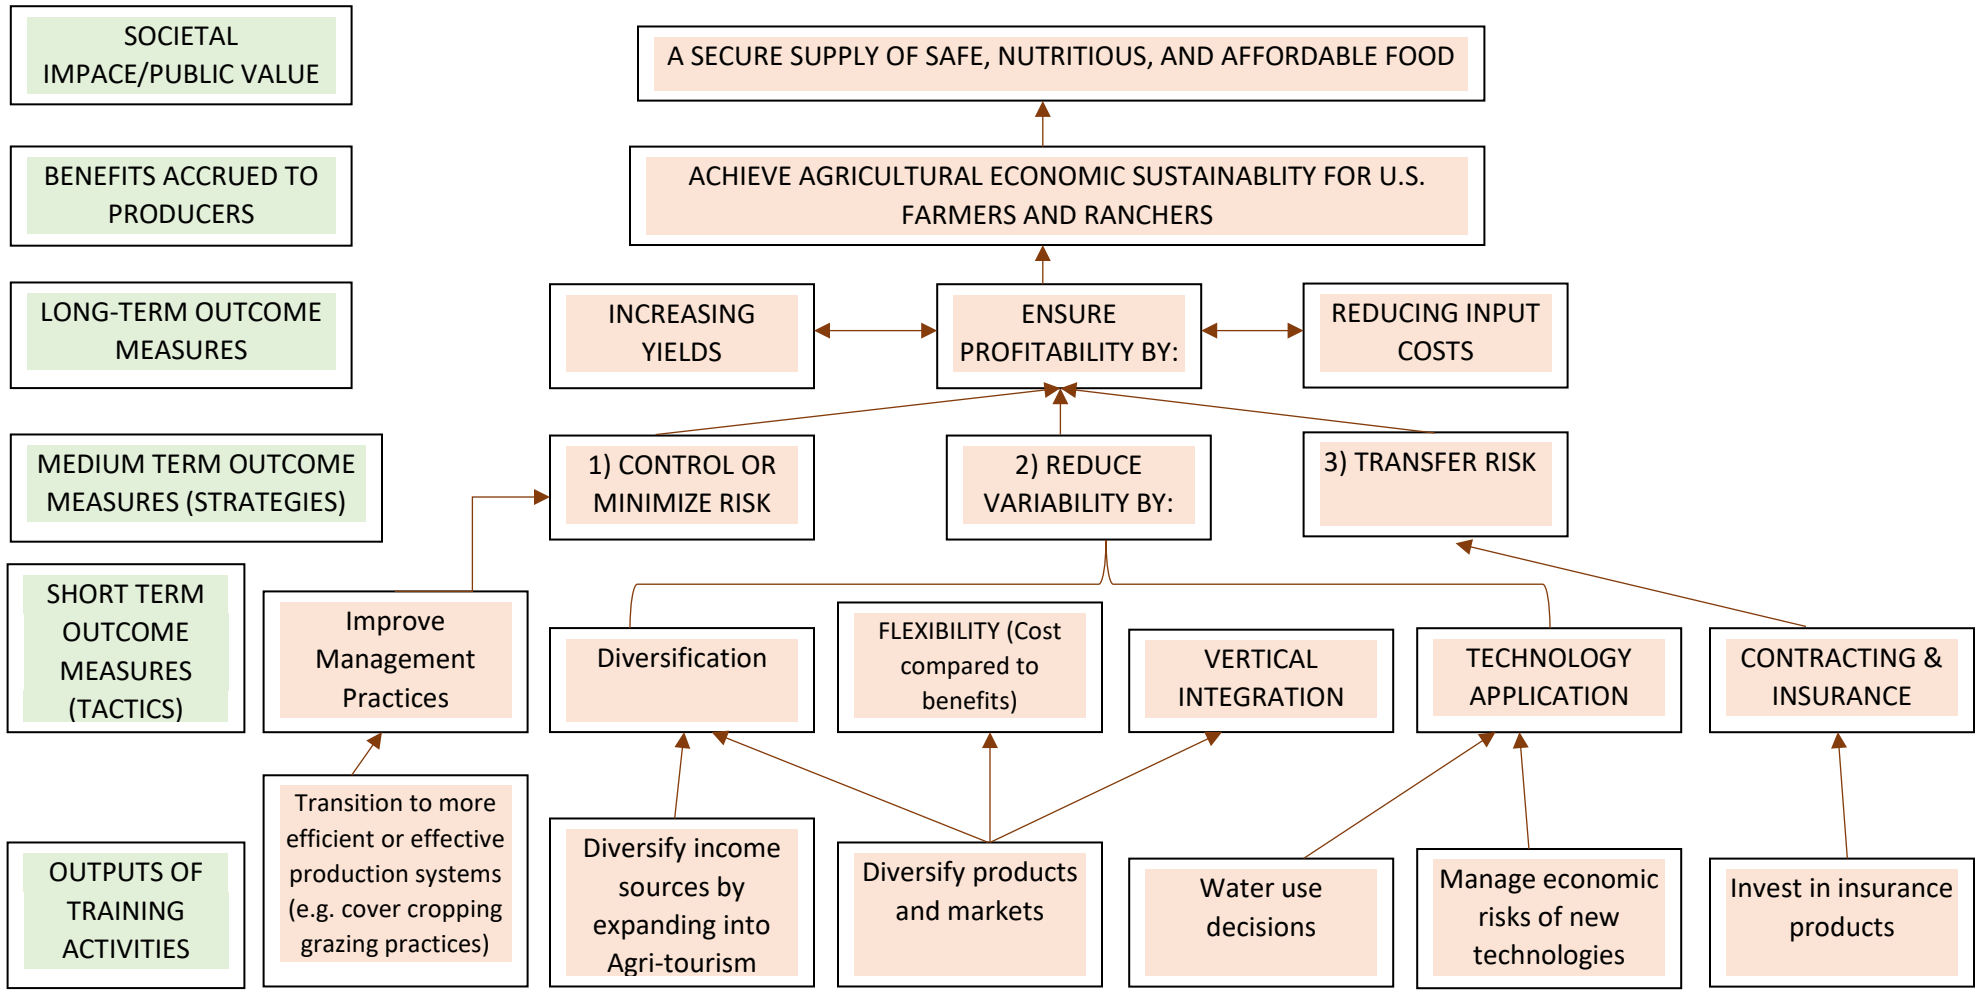 SOCIETAL
IMPACE/PUBLIC VALUE
A SECURE SUPPLY OF SAFE, NUTRITIOUS, AND AFFORDABLE FOOD
BENEFITS ACCRUED TO
PRODUCERS
ACHIEVE AGRICULTURAL ECONOMIC SUSTAINABLITY FOR U.S.
FARMERS AND RANCHERS
LONG-TERM OUTCOME
MEASURES
INCREASING
YIELDS
ENSURE
PROFITABILITY BY:
REDUCING INPUT
COSTS
MEDIUM TERM OUTCOME
MEASURES (STRATEGIES)
1) CONTROL OR
MINIMIZE RISK
2) REDUCE
VARIABILITY BY:
3) TRANSFER RISK
SHORT TERM
OUTCOME
MEASURES
(TACTICS)
Improve
Management
Practices
Diversification
FLEXIBILITY (Cost
compared to
benefits)
VERTICAL
INTEGRATION
TECHNOLOGY
APPLICATION
CONTRACTING &
INSURANCE
OUTPUTS OF
TRAINING
ACTIVITIES
Transition to more
efficient or effective
production systems
(e.g. cover cropping
grazing practices)
Diversify income
sources by
expanding into
Agri-tourism
Diversify products
and markets
Water use
decisions
Manage economic
risks of new
technologies
Invest in insurance
products